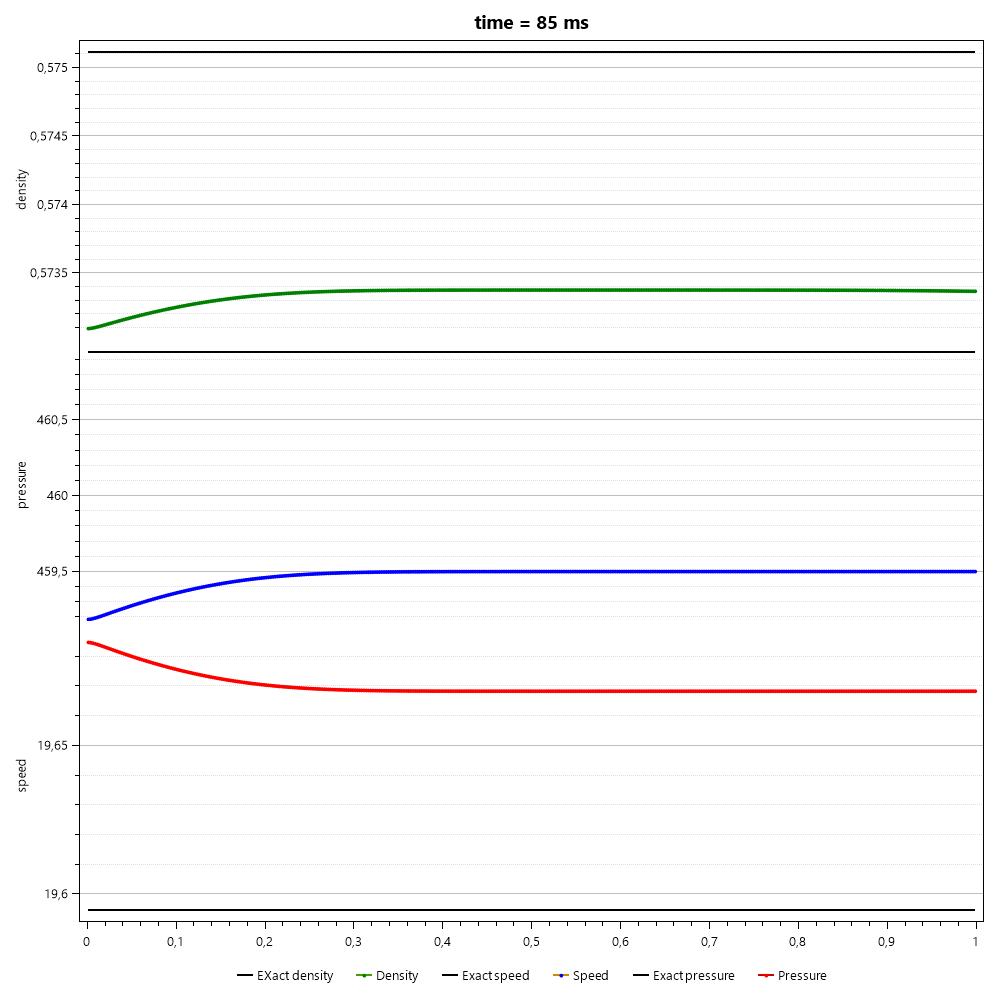 time = 85 ms
0,575
0,5745
0,574
0,5735
density
460,5
460
459,5
pressure
19,65
19,6
speed
0 0,1 0,2 0,3 0,4 0,5 0,6 0,7 0,8 0,9 1
EXact density Density Exact speed Speed Exact pressure Pressure